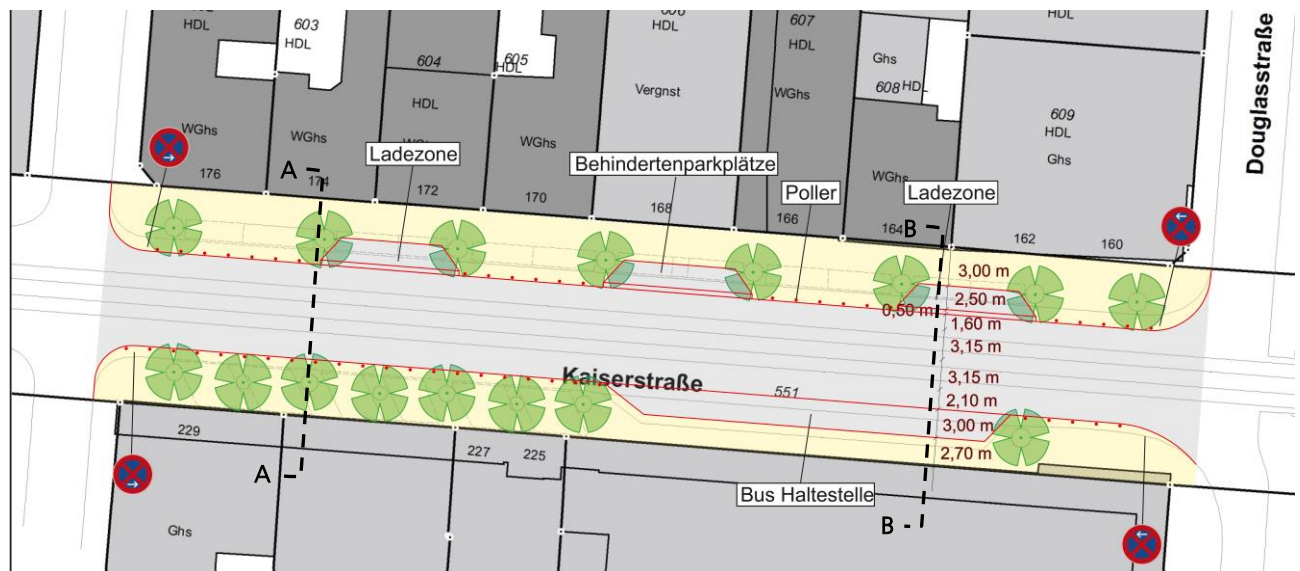 HDL
603
HDL
HDL
607
HDL
HDL
604
605
HDL
Ghs
608
HDL
Vergnst
WGhs
HDL
609
HDL
Ghs
Douglasstraße
WGhs
WGhs
WGhs
WGhs
Ladezone
Behindertenparkplätze
Poller
Ladezone
176
A
174
172
170
168
166
164
B
162
160
3,00 m
2,50 m
0,50 m
1,60 m
3,15 m
Kaiserstraße
551
3,15 m
2,10 m
3,00 m
2,70 m
229
227
225
A
Bus Haltestelle
B
Ghs